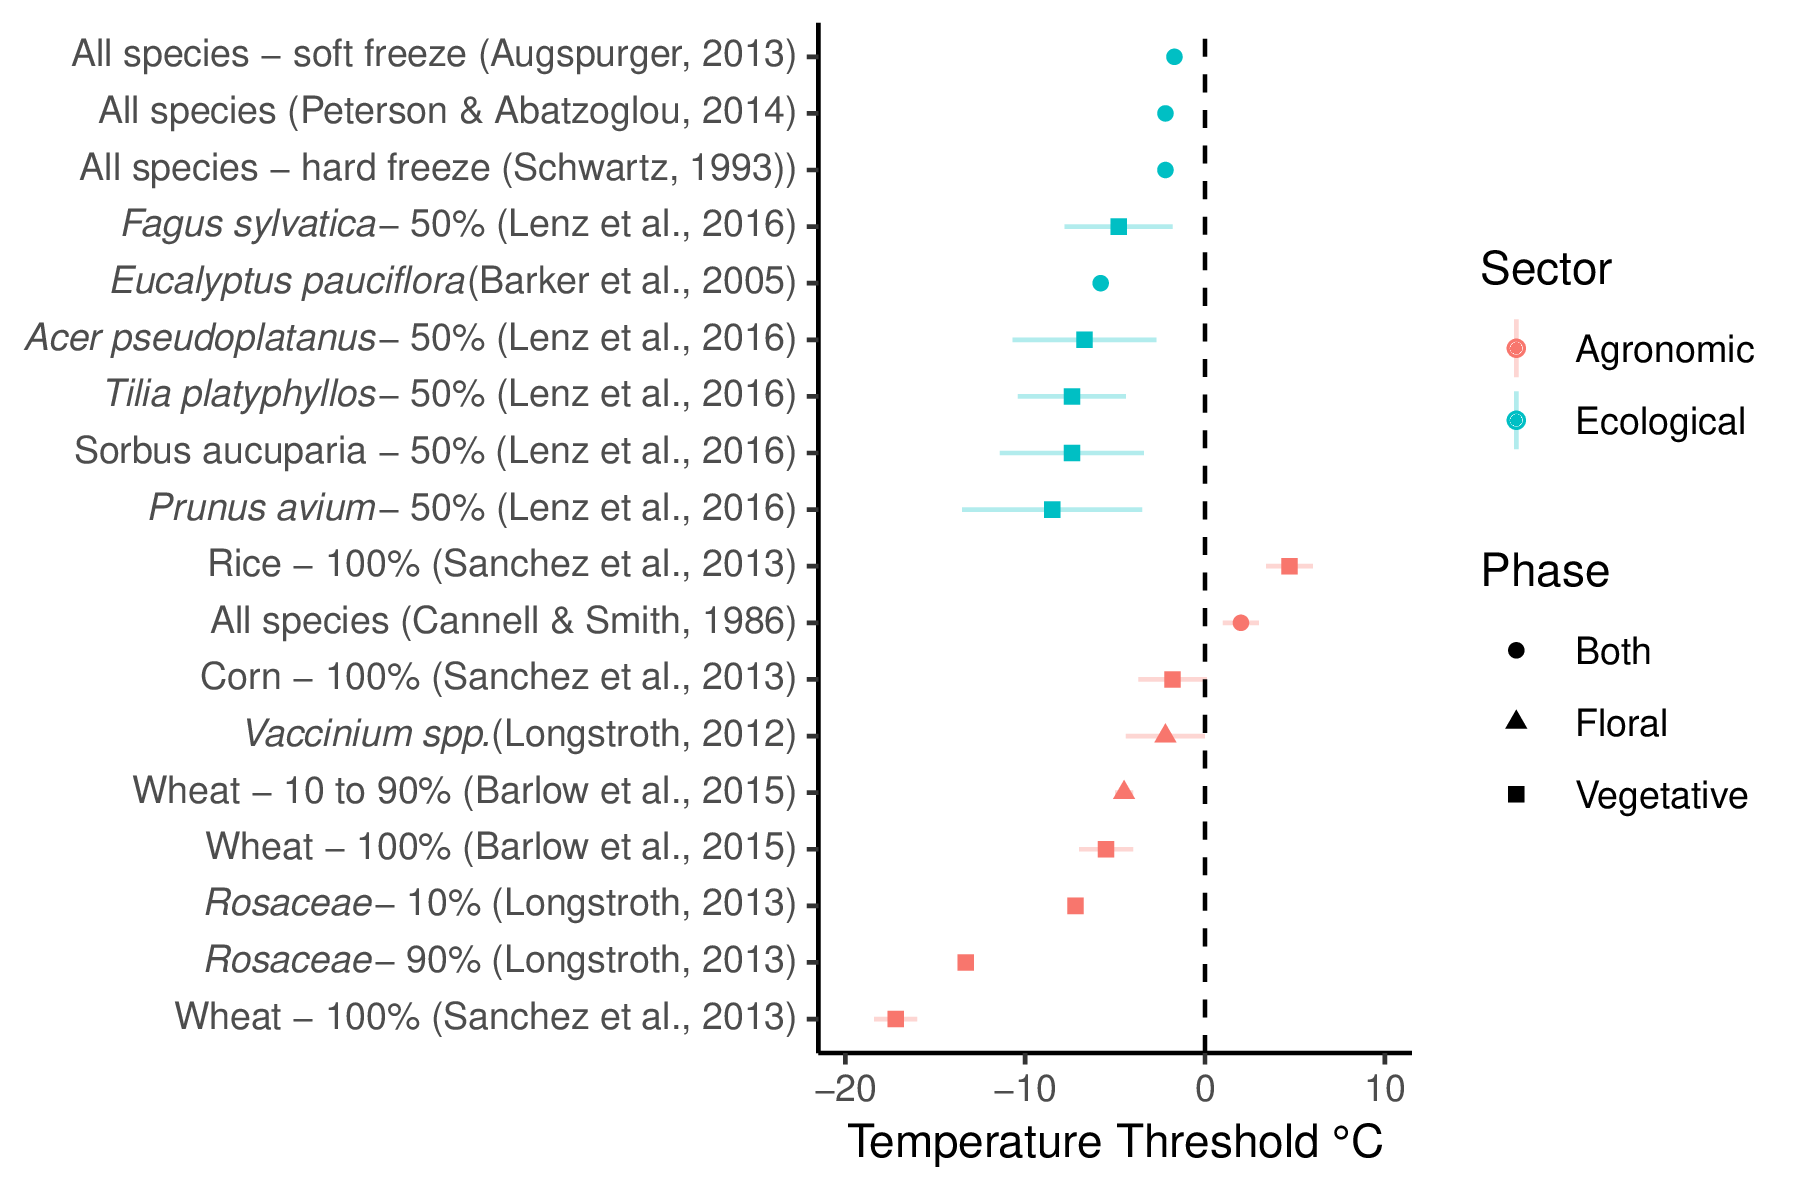 All species – soft freeze (Augspurger, 2013)
All species (Peterson & Abatzoglou, 2014)
All species – hard freeze (Schwartz, 1993))
Fagus sylvatica – 50% (Lenz et al., 2016)
Eucalyptus pauciflora (Barker et al., 2005)
Acer pseudoplatanus – 50% (Lenz et al., 2016)
Tilia platyphyllos – 50% (Lenz et al., 2016)
Sorbus aucuparia – 50% (Lenz et al., 2016)
Prunus avium – 50% (Lenz et al., 2016)
Rice – 100% (Sanchez et al., 2013)
All species (Cannell & Smith, 1986)
Corn – 100% (Sanchez et al., 2013)
Vaccinium spp. (Longstroth, 2012)
Wheat – 10 to 90% (Barlow et al., 2015)
Wheat – 100% (Barlow et al., 2015)
Rosaceae – 10% (Longstroth, 2013)
Rosaceae – 90% (Longstroth, 2013)
Wheat – 100% (Sanchez et al., 2013)
−20 −10 0 10
Temperature Threshold °C
Sector
Agronomic
Ecological
Phase
Both
Floral
Vegetative